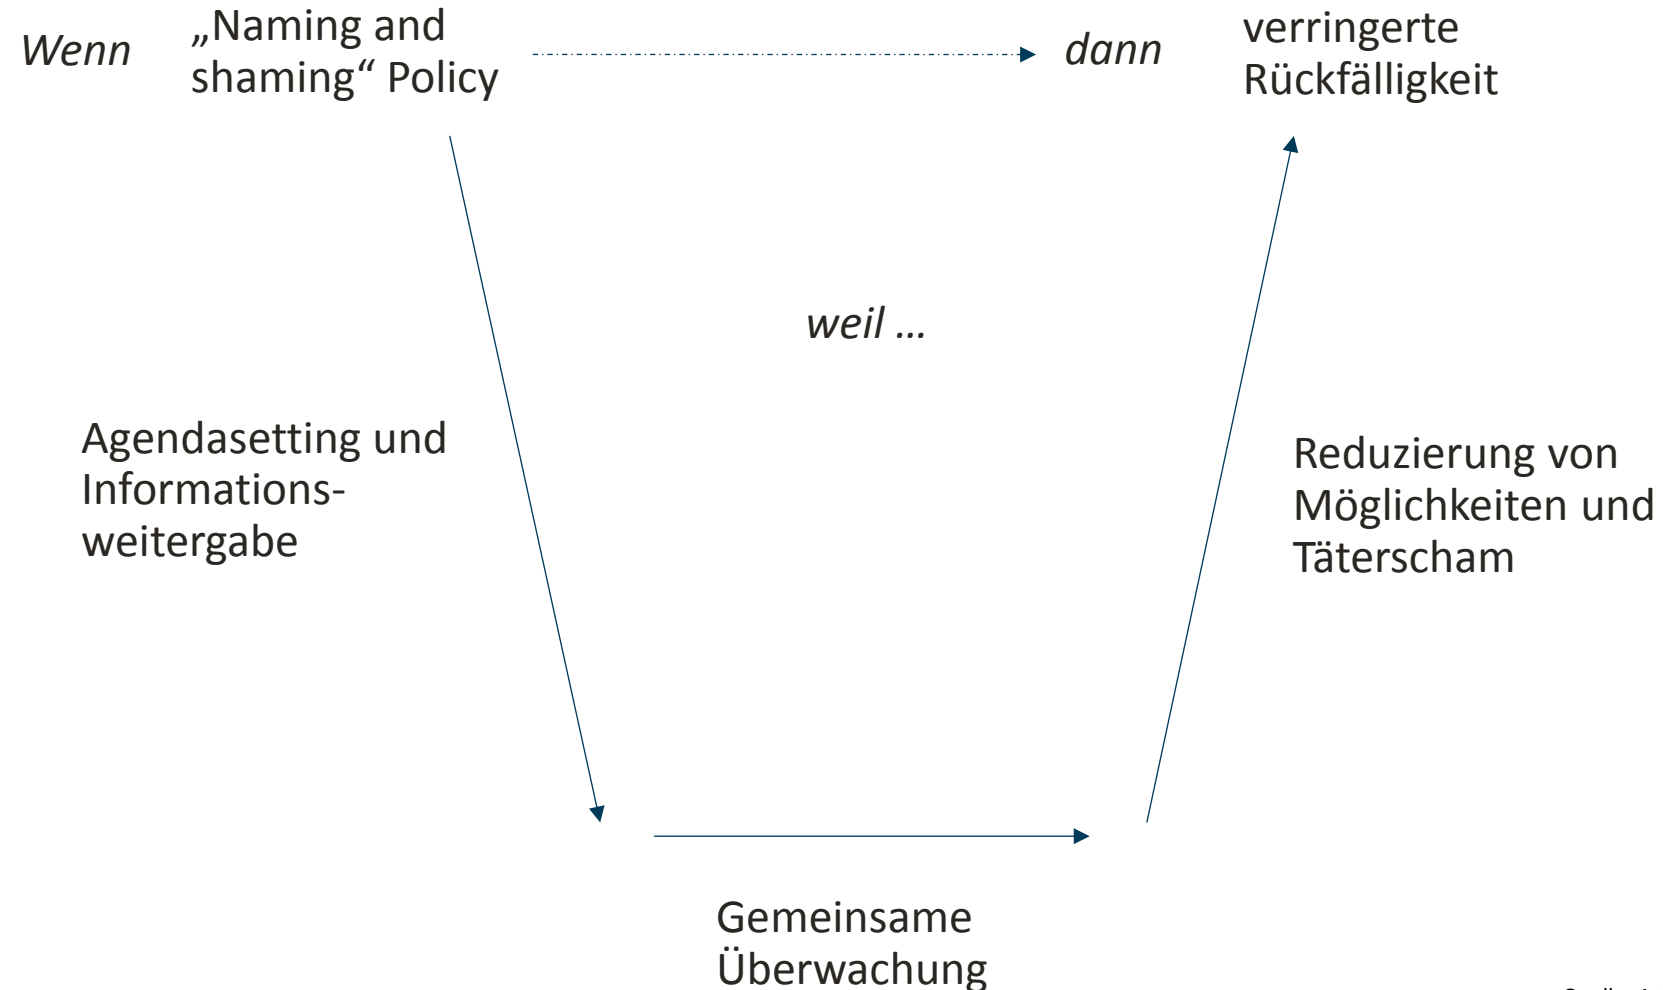 Wenn
„Naming and
shaming“ Policy
dann
verringerte
Rückfälligkeit
weil ...
Agendasetting und
Informations-
weitergabe
Reduzierung von
Möglichkeiten und
Täterscham
Gemeinsame
Überwachung